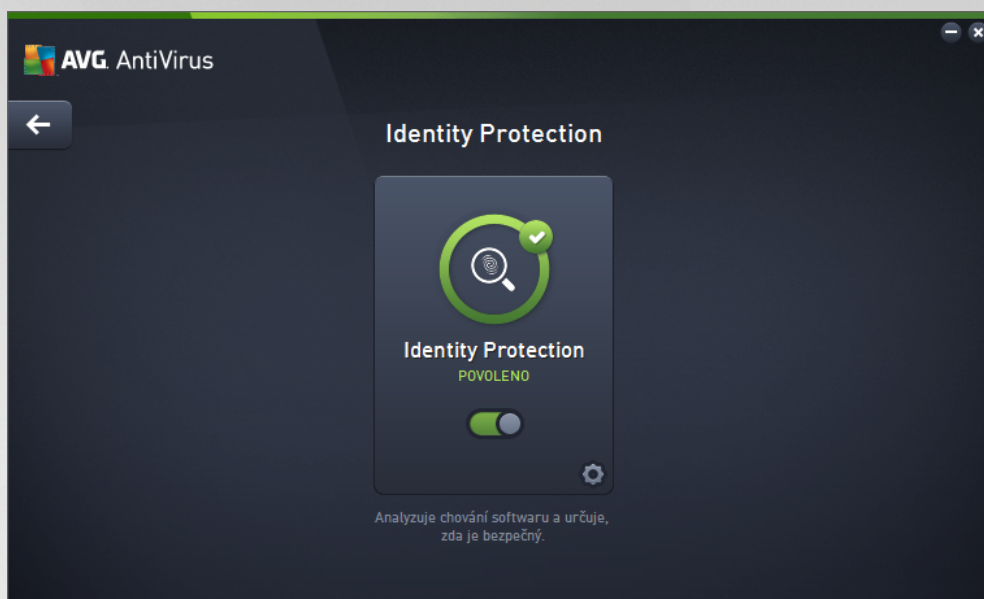 AVG. AntiVirus
Identity Protection
Identity Protection
POVOLENO
Analyzuje chování softwaru a určuje,
zda je bezpečný.